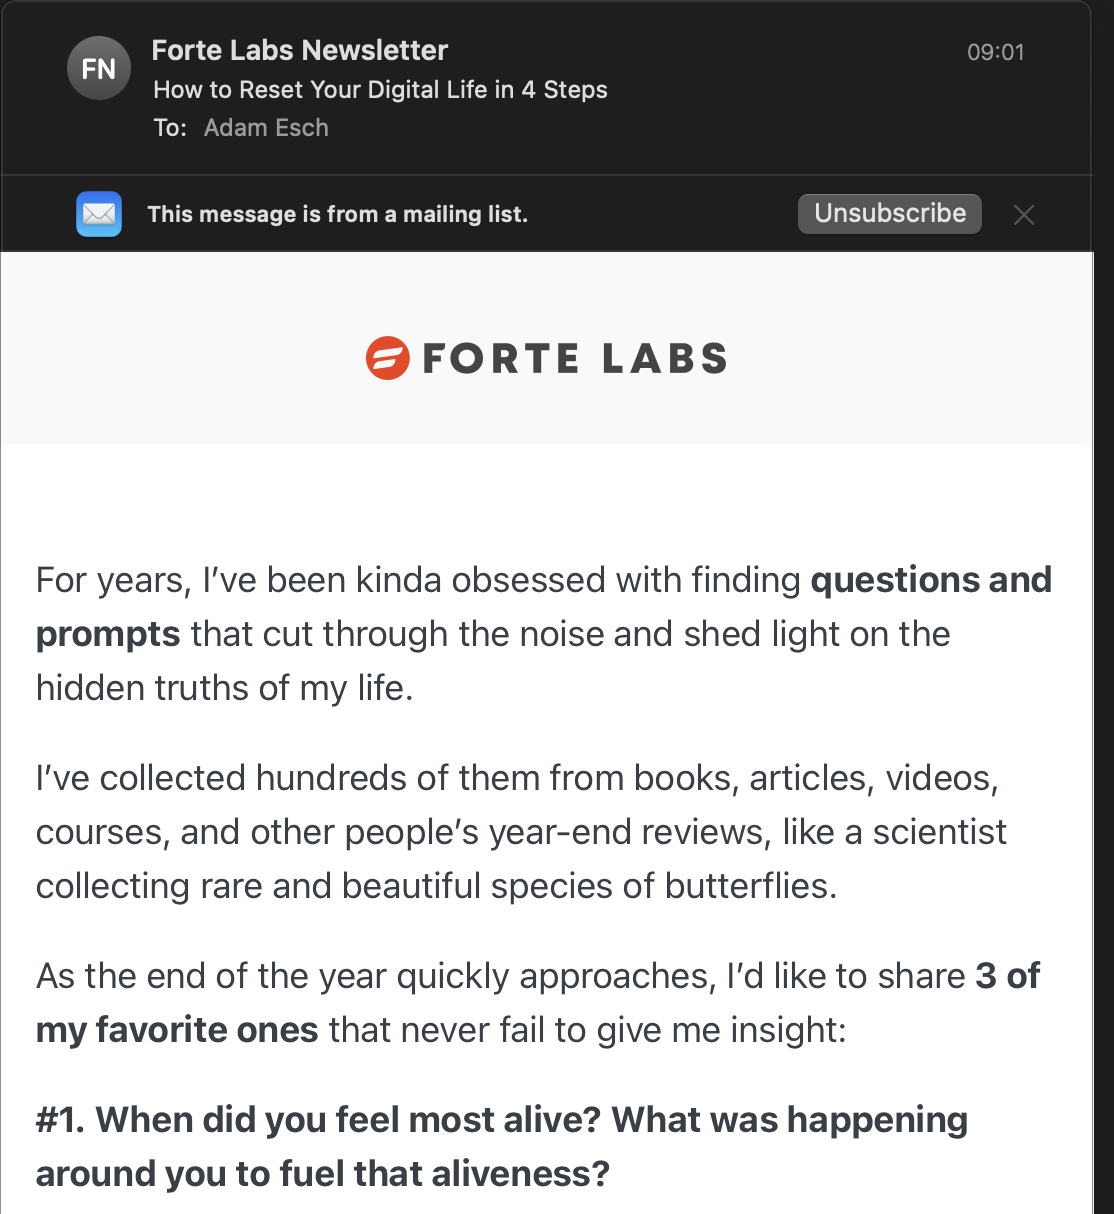 FN
Forte Labs Newsletter
09:01
How to Reset Your Digital Life in 4 Steps
To: Adam Esch
This message is from a mailing list.
Unsubscribe
FORTE LABS
For years, I’ve been kinda obsessed with finding questions and
prompts that cut through the noise and shed light on the
hidden truths of my life.
I’ve collected hundreds of them from books, articles, videos,
courses, and other people’s year-end reviews, like a scientist
collecting rare and beautiful species of butterflies.
As the end of the year quickly approaches, I’d like to share 3 of
my favorite ones that never fail to give me insight:
#1. When did you feel most alive? What was happening
around you to fuel that aliveness?